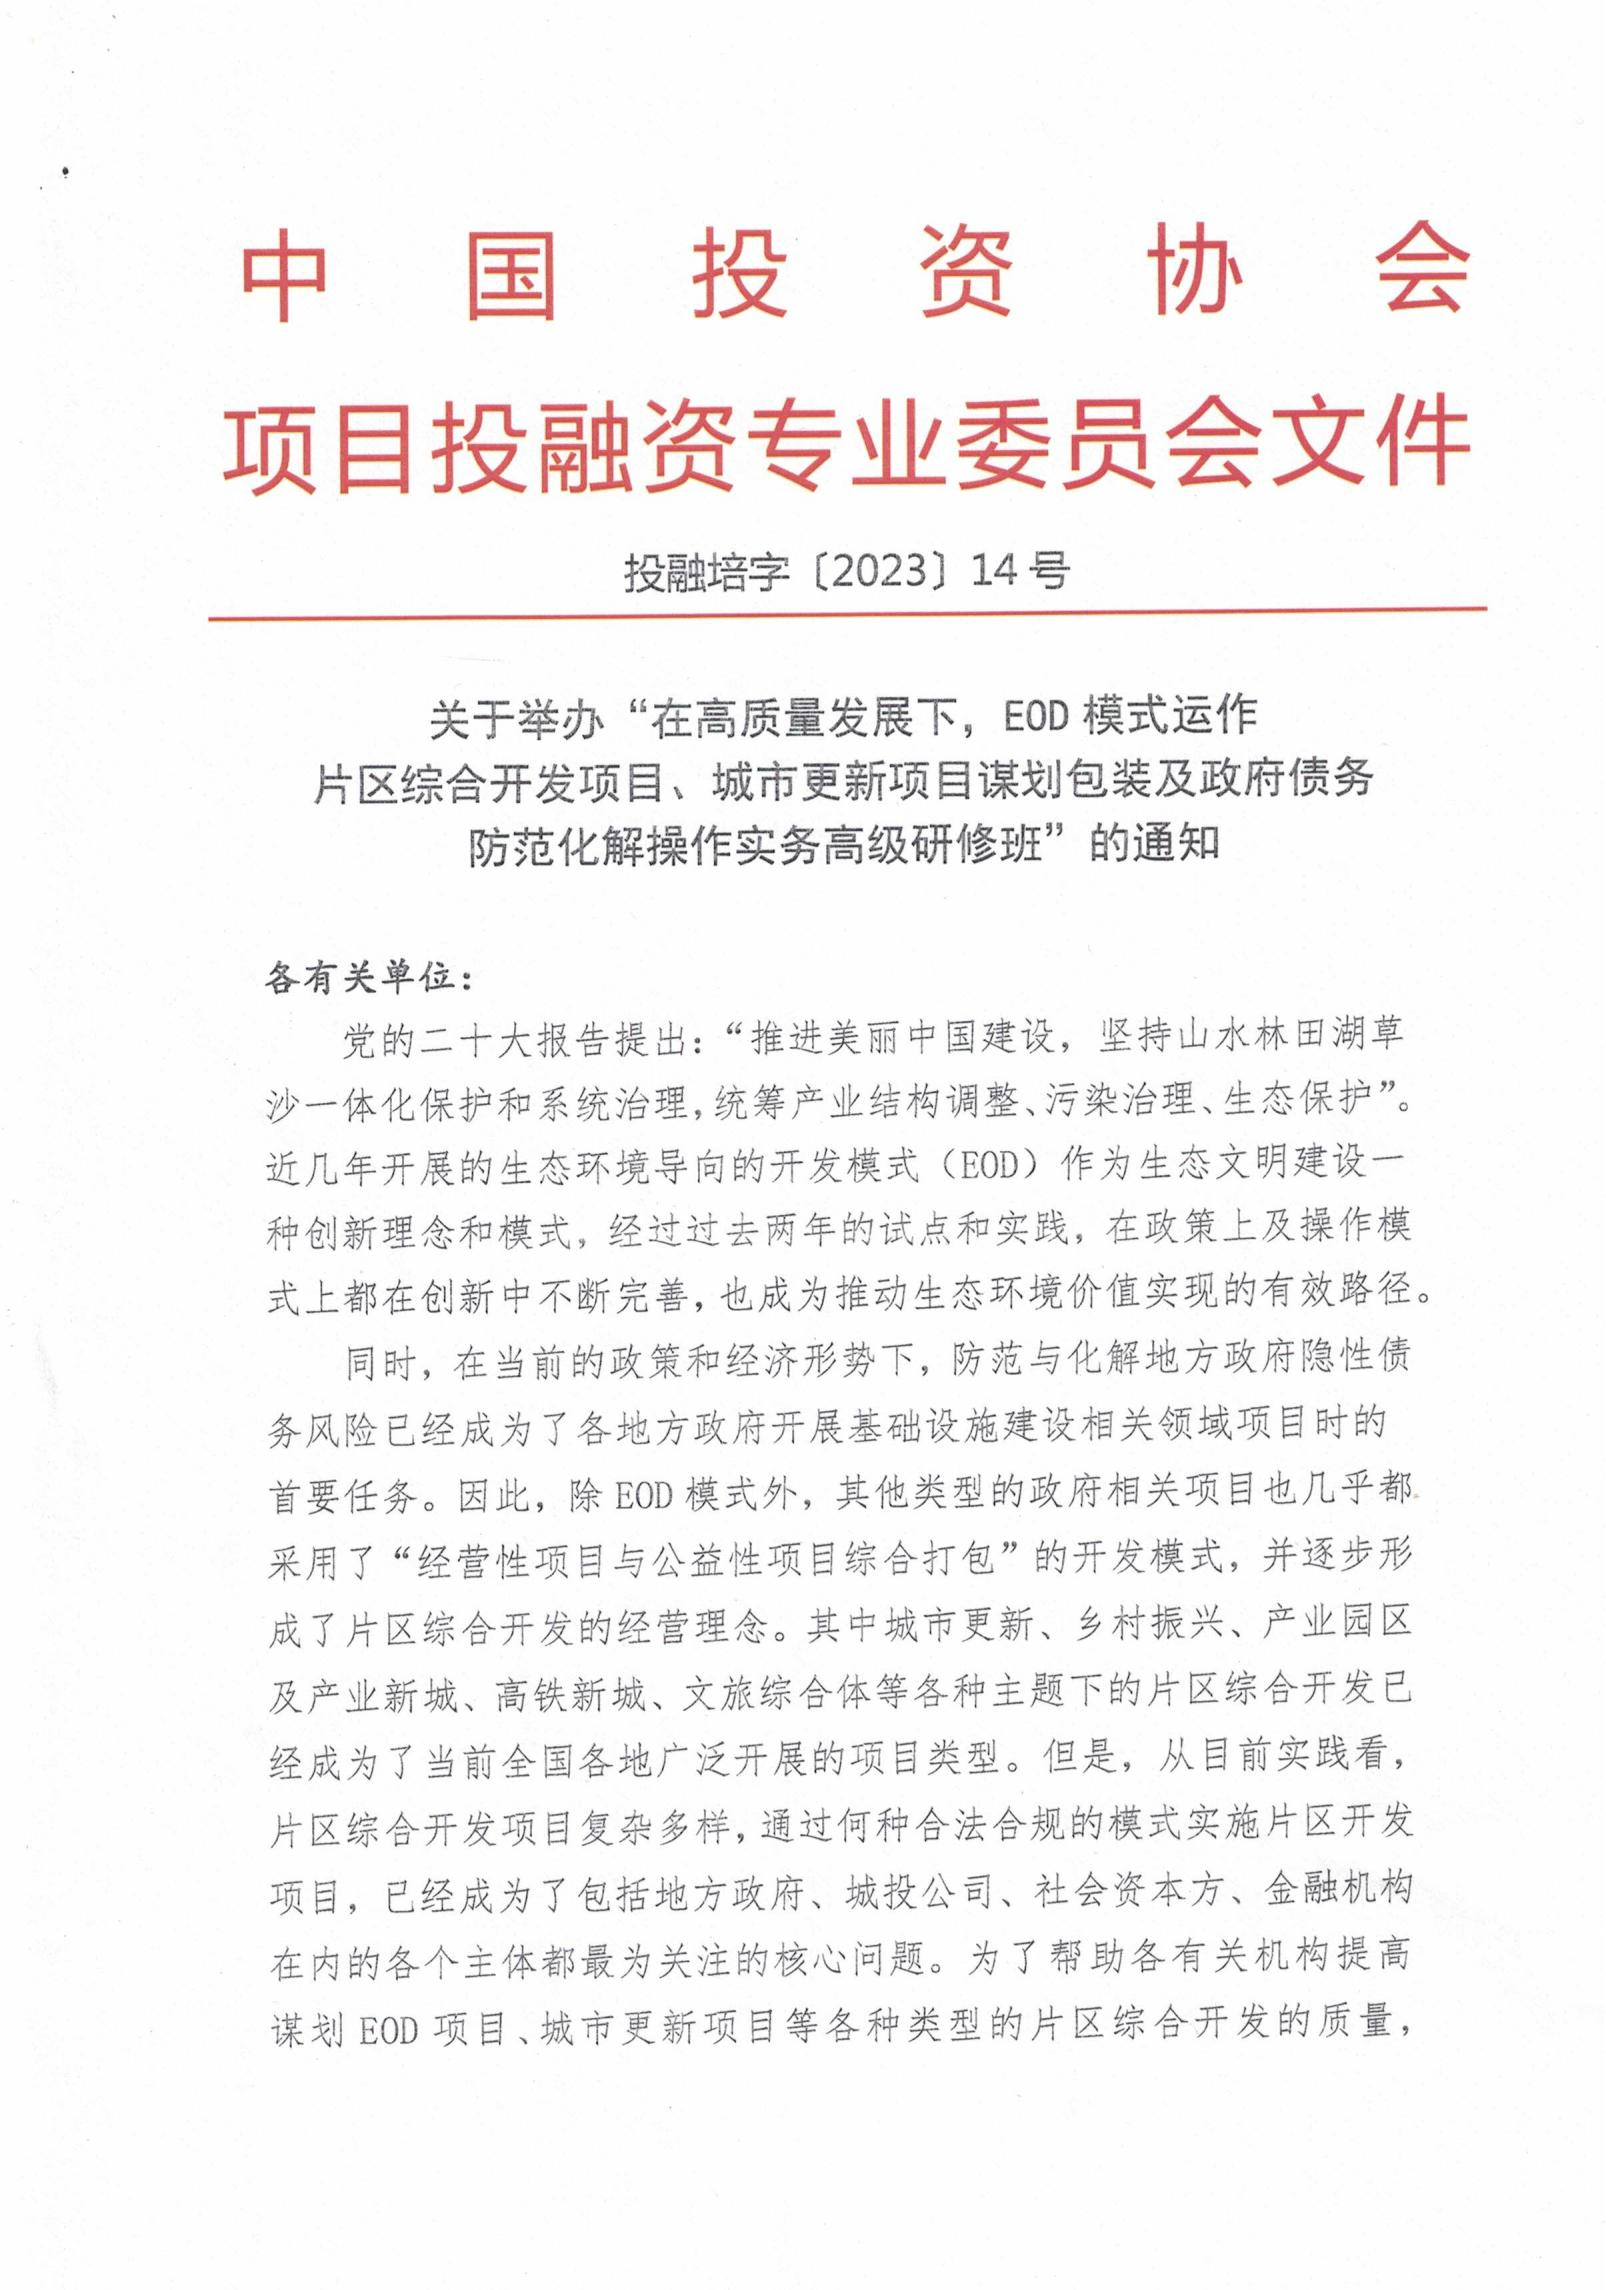 中国投资协会
项目投融资专业委员会文件
投融培字〔2023〕14号
关于举办“在高质量发展下，EOD模式运作
片区综合开发项目、城市更新项目谋划包装及政府债务
防范化解操作实务高级研修班”的通知
各有关单位：
党的二十大报告提出：“推进美丽中国建设，坚持山水林田湖草
沙一体化保护和系统治理，统筹产业结构调整、污染治理、生态保护”。
近几年开展的生态环境导向的开发模式（EOD）作为生态文明建设一
种创新理念和模式，经过过去两年的试点和实践，在政策上及操作模
式上都在创新中不断完善，也成为推动生态环境价值实现的有效路径。
同时，在当前的政策和经济形势下，防范与化解地方政府隐性债
务风险已经成为了各地方政府开展基础设施建设相关领域项目时的
首要任务。因此，除EOD模式外，其他类型的政府相关项目也几乎都
采用了“经营性项目与公益性项目综合打包”的开发模式，并逐步形
成了片区综合开发的经营理念。其中城市更新、乡村振兴、产业园区
及产业新城、高铁新城、文旅综合体等各种主题下的片区综合开发已
经成为了当前全国各地广泛开展的项目类型。但是，从目前实践看，
片区综合开发项目复杂多样，通过何种合法合规的模式实施片区开发
项目，已经成为了包括地方政府、城投公司、社会资本方、金融机构
在内的各个主体都最为关注的核心问题。为了帮助各有关机构提高
谋划EOD项目、城市更新项目等各种类型的片区综合开发的质量，